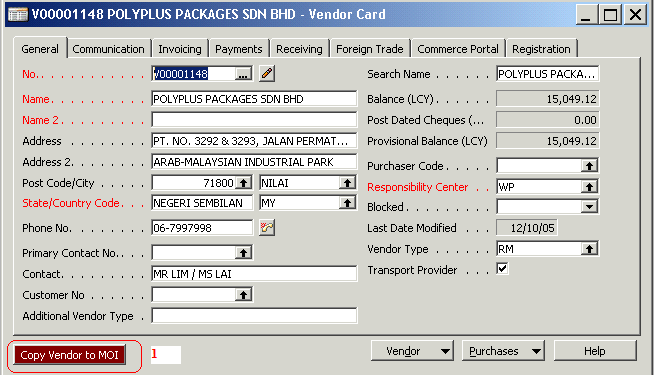 V00001148 POLYPLUS PACKAGES SDN BHD - Vendor Card
General Communication Invoicing Payments Receiving Foreign Trade Commerce Portal Registration
No. . . . . . . . . . . . V00001148 ... Search Name . . . . . . POLYPLUS PACKA...
Name. . . . . . . . . . . POLYPLUS PACKAGES SDN BHD Balance (LCY) . . . . . 15,049.12
Name 2. . . . . . . . . . Post Dated Cheques (... 0.00
Address . . . . . . . . . PT. NO. 3292 & 3293, JALAN PERMAT... Provisional Balance (LCY) 15,049.12
Address 2. . . . . . . . ARAB-MALAYSIAN INDUSTRIAL PARK Purchaser Code . . . . .
Post Code/City . . . . . 71800 NILAI Responsibility Center . . WP
State/Country Code. . . NEGERI SEMBILAN MY Blocked. . . . . . . . .
Phone No. . . . . . . . . 06-7997998 Last Date Modified . . . 12/10/05
Primary Contact No. . . . Vendor Type . . . . . . RM
Contact. . . . . . . . . MR LIM / MS LAI Transport Provider . . .
Customer No . . . . . . .
Additional Vendor Type .
Copy Vendor to MOI 1 Vendor Purchases Help